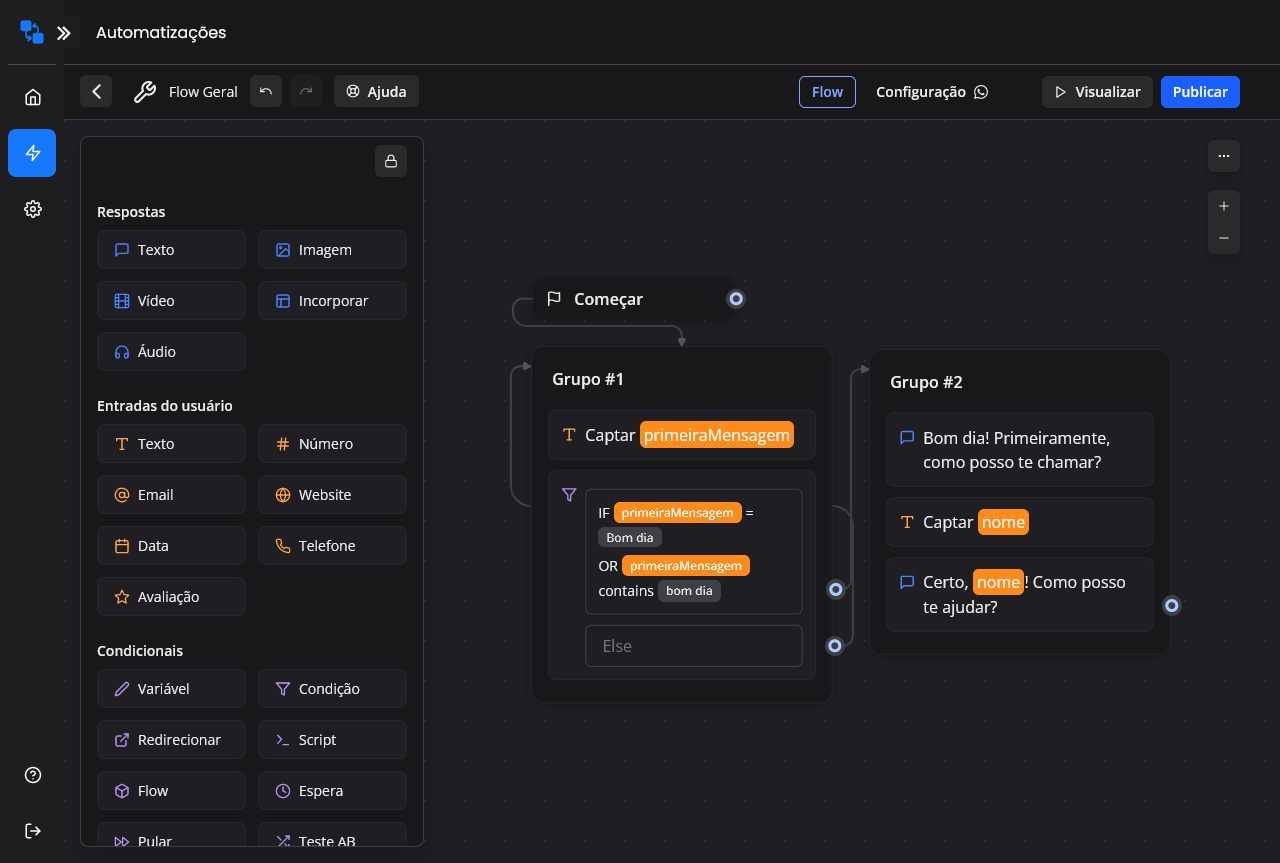 Automatizações
Flow Geral
Ajuda
Flow
Configuração
Visualizar
Publicar
Respostas
Texto
Imagem
Vídeo
Incorporar
Áudio
Entradas do usuário
Texto
Número
Email
Website
Data
Telefone
Avaliação
Condicionais
Variável
Condição
Redirecionar
Script
Flow
Espera
Pular
Teste AB
Começar
Grupo #1
Captar primeiraMensagem
IF primeiraMensagem =
Bom dia
OR primeiraMensagem
contains bom dia
Else
Grupo #2
Bom dia! Primeiramente,
como posso te chamar?
Captar nome
Certo, nome! Como posso
te ajudar?